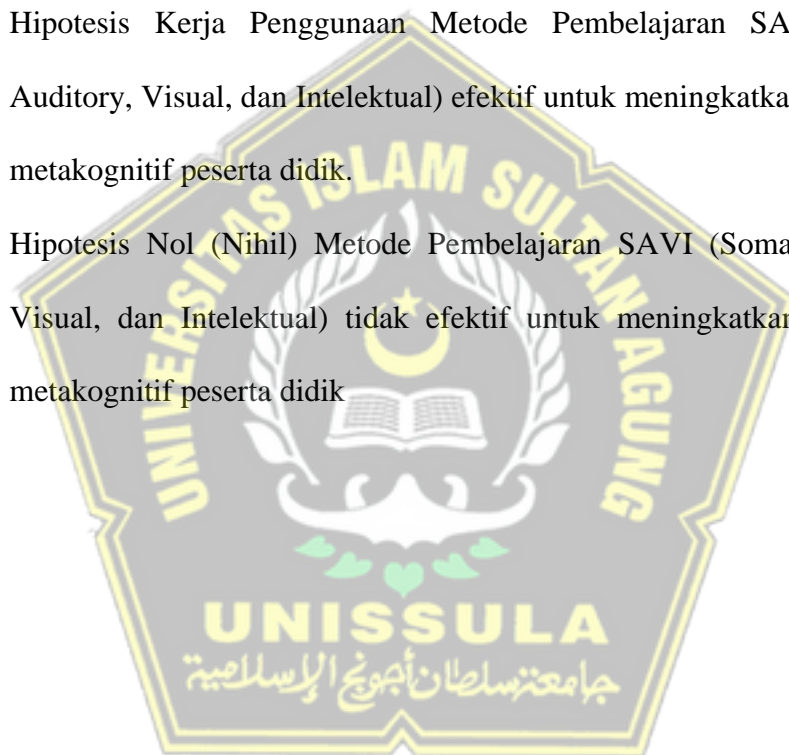 Hipotesis Kerja Penggunaan Metode Pembelajaran SA
Auditory, Visual, dan Intelektual) efektif untuk meningkatka
metakognitif peserta didik.
Hipotesis Nol (Nihil) Metode Pembelajaran SAVI (Soma
Visual, dan Intelektual) tidak efektif untuk meningkatkan
metakognitif peserta didik
UNIVERSITAS ISLAM SULTAN AGUNG
UNISSULA
جامعة سلطان أجونج الإسلامية